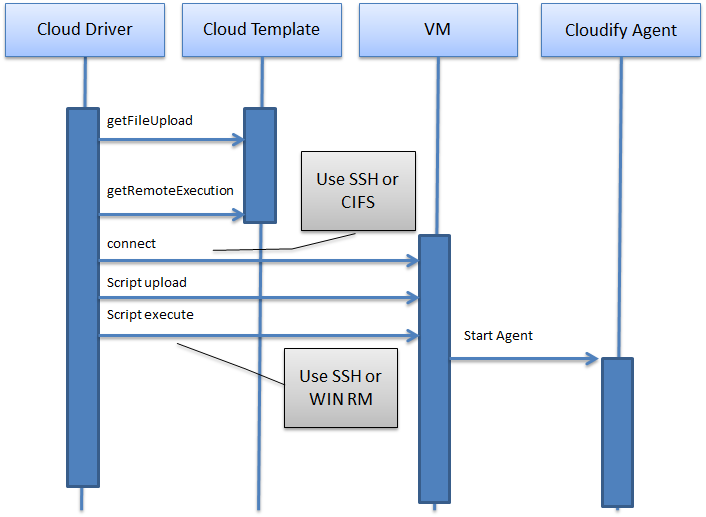 Cloud Driver
Cloud Template
VM
Cloudify Agent
getFileUpload
Use SSH or
CIFS
getRemoteExecution
connect
Script upload
Script execute
Start Agent
Use SSH or
WIN RM